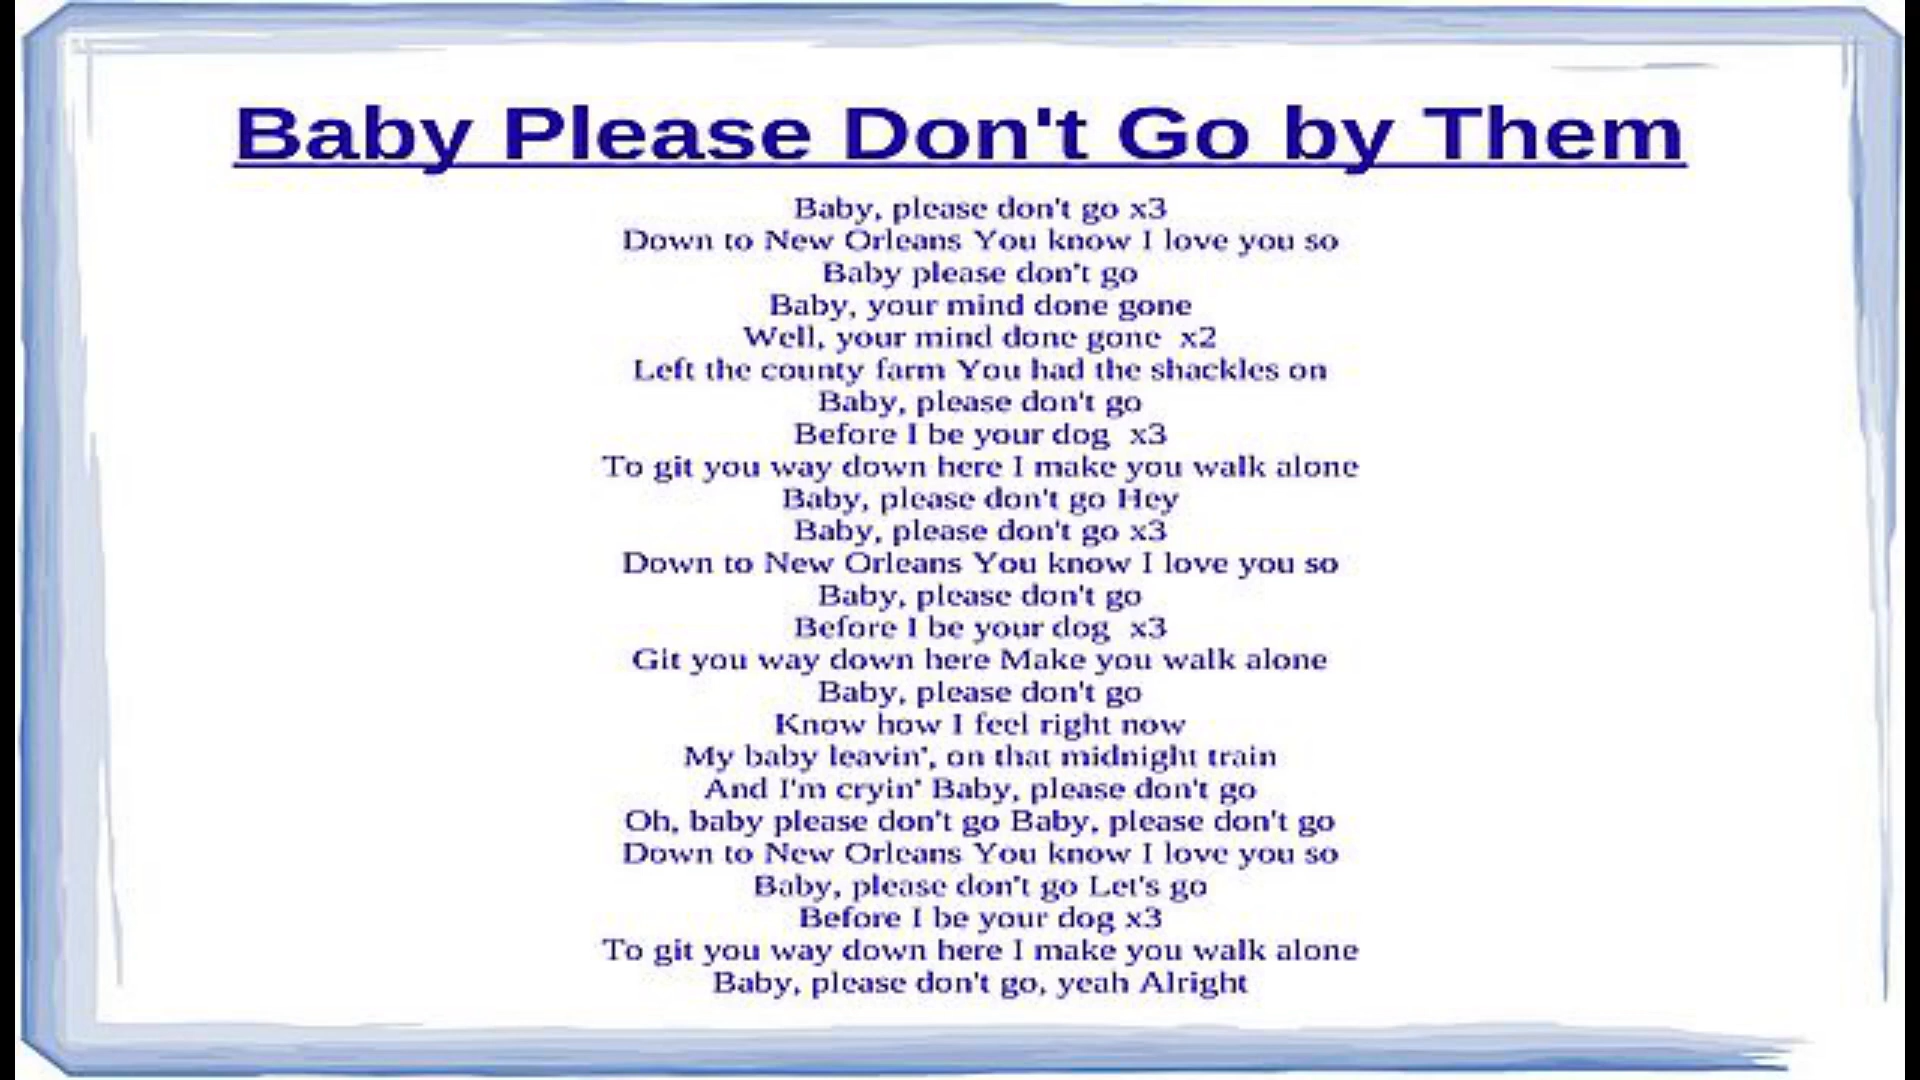 Baby Please Don't Go by Them
Baby, please don't go x3
Down to New Orleans You know I love you so
Baby please don't go
Baby, your mind done gone
Well, your mind done gone  x2
Left the county farm You had the shackles on
Baby, please don't go
Before I be your dog  x3
To git you way down here I make you walk alone
Baby, please don't go Hey
Baby, please don't go x3
Down to New Orleans You know I love you so
Baby, please don't go
Before I be your dog  x3
Git you way down here Make you walk alone
Baby, please don't go
Know how I feel right now
My baby leavin', on that midnight train
And I'm cryin' Baby, please don't go
Oh, baby please don't go Baby, please don't go
Down to New Orleans You know I love you so
Baby, please don't go Let's go
Before I be your dog x3
To git you way down here I make you walk alone
Baby, please don't go, yeah Alright